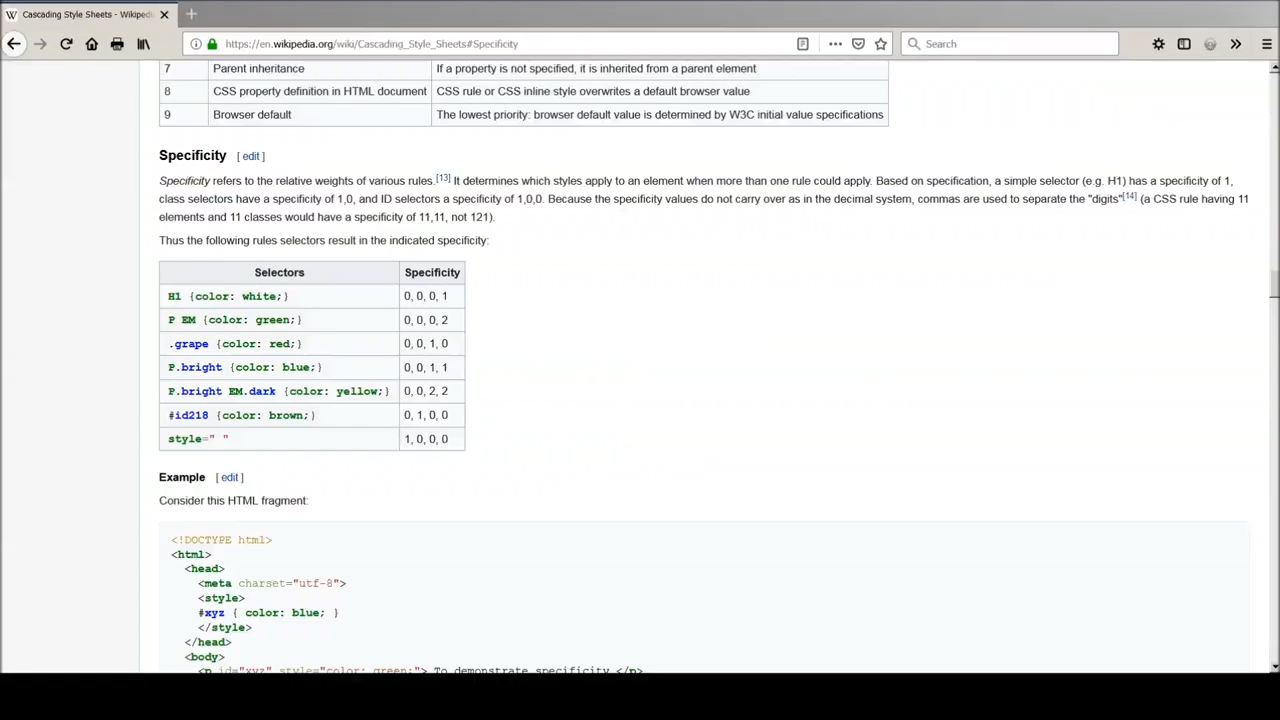 Cascading Style Sheets - Wikiped
https://en.wikipedia.org/wiki/Cascading_Style_Sheets#Specificity
Search
7 Parent inheritance If a property is not specified, it is inherited from a parent element
8 CSS property definition in HTML document CSS rule or CSS inline style overwrites a default browser value
9 Browser default The lowest priority: browser default value is determined by W3C initial value specifications
Specificity [ edit ]
Specificity refers to the relative weights of various rules.[13] It determines which styles apply to an element when more than one rule could apply. Based on specification, a simple selector (e.g. H1) has a specificity of 1,
class selectors have a specificity of 1,0, and ID selectors a specificity of 1,0,0. Because the specificity values do not carry over as in the decimal system, commas are used to separate the "digits"[14] (a CSS rule having 11
elements and 11 classes would have a specificity of 11,11, not 121).
Thus the following rules selectors result in the indicated specificity:
Selectors Specificity
H1 {color: white;} 0, 0, 0, 1
P EM {color: green;} 0, 0, 0, 2
.grape {color: red;} 0, 0, 1, 0
P.bright {color: blue;} 0, 0, 1, 1
P.bright EM.dark {color: yellow;} 0, 0, 2, 2
#id218 {color: brown;} 0, 1, 0, 0
style=" " 1, 0, 0, 0
Example [ edit ]
Consider this HTML fragment:
<!DOCTYPE html>
<html>
<head>
<meta charset="utf-8">
<style>
#xyz { color: blue; }
</style>
</head>
<body>
<p id="xyz" style="color: green;"> To demonstrate specificity </p>